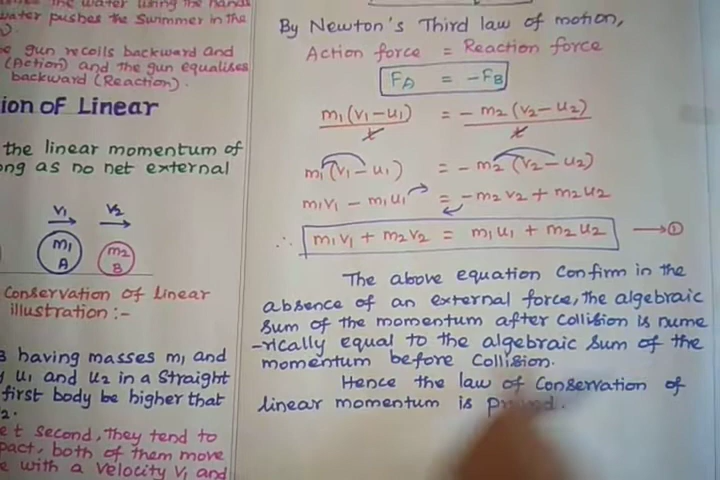 water using the hands
water pushes the Swimmer in the
gun recoils backward and
(Action) and the gun equalises
backward (Reaction).
ion of Linear
the linear momentum of
ong as no net external
V1 V2
m1 A
m2 B
Conservation of linear
illustration :-
having masses m1 and
u1 and u2 in a Straight
first body be higher that
2.
et second, They tend to
pact, both of them move
with a Velocity V1 and
By Newton's Third law of motion,
Action force = Reaction force
FA = -FB
m1(v1-u1)/t = -m2(v2-u2)/t
m1(v1-u1) = -m2(v2-u2)
m1v1 - m1u1 = -m2v2 + m2u2
∴ m1v1 + m2v2 = m1u1 + m2u2 → ①
The above equation Confirm in the
absence of an external force, the algebraic
Sum of the momentum after Collision is nume
-rically equal to the algebraic Sum of the
momentum before Collision.
Hence the law of Conservation of
linear momentum is